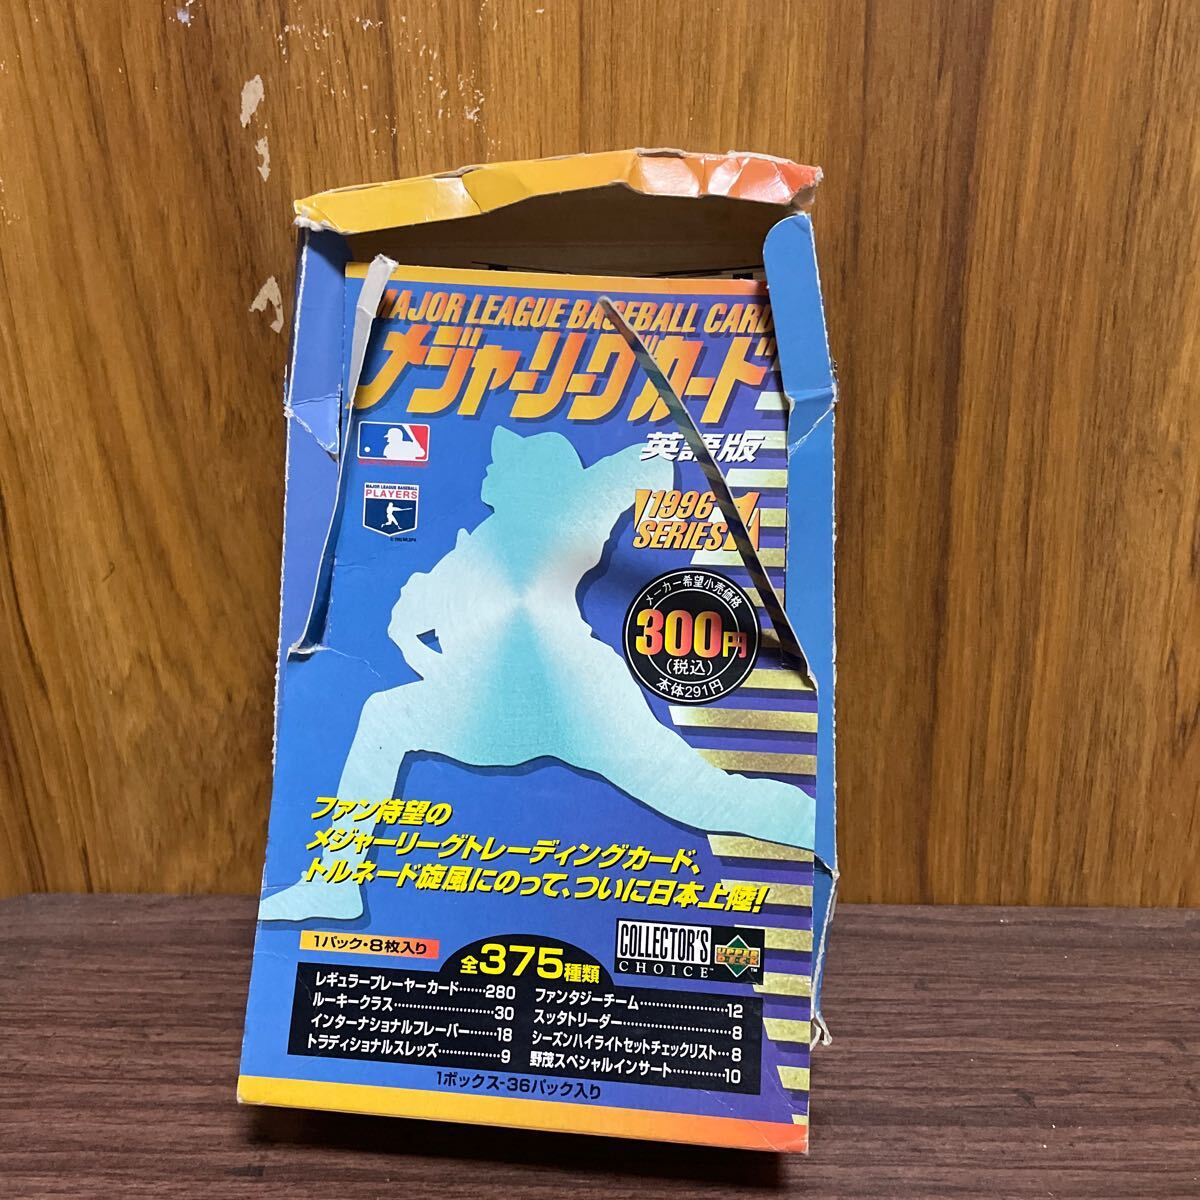 MAJOR LEAGUE BASEBALL CARD
メジャーリーグカード
英語版
MAJOR LEAGUE BASEBALL
PLAYERS
1996
SERIES 1
メーカー希望小売価格
300円
(税込)
本体291円
ファン待望の
メジャーリーグトレーディングカード、
トルネード旋風にのって、ついに日本上陸!
COLLECTOR'S
CHOICE™
UPPER
DECK
™
1パック・8枚入り
全375種類
レギュラープレーヤーカード……280
ルーキークラス……30
インターナショナルフレーバー……18
トラディショナルスレッズ……9
ファンタジーチーム……12
スッタトリーダー……8
シーズンハイライトセットチェックリスト…8
野茂スペシャルインサート……10
1ボックス-36パック入り